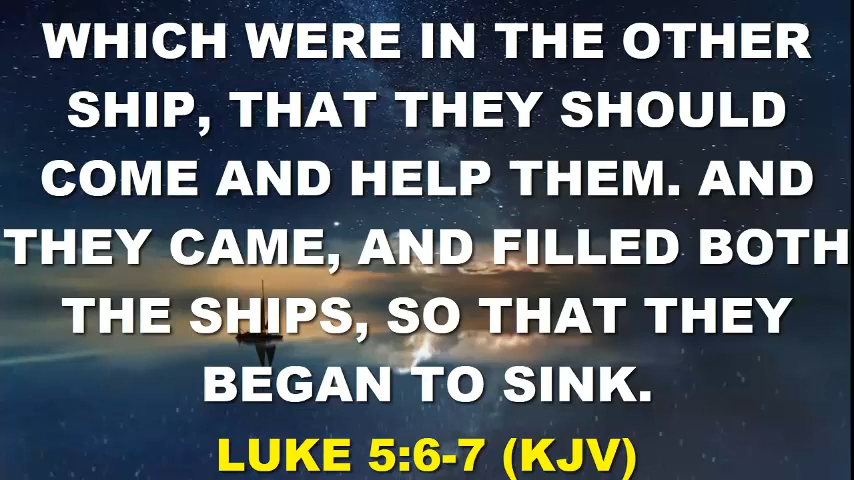 WHICH WERE IN THE OTHER
SHIP, THAT THEY SHOULD
COME AND HELP THEM. AND
THEY CAME, AND FILLED BOTH
THE SHIPS, SO THAT THEY
BEGAN TO SINK.
LUKE 5:6-7 (KJV)